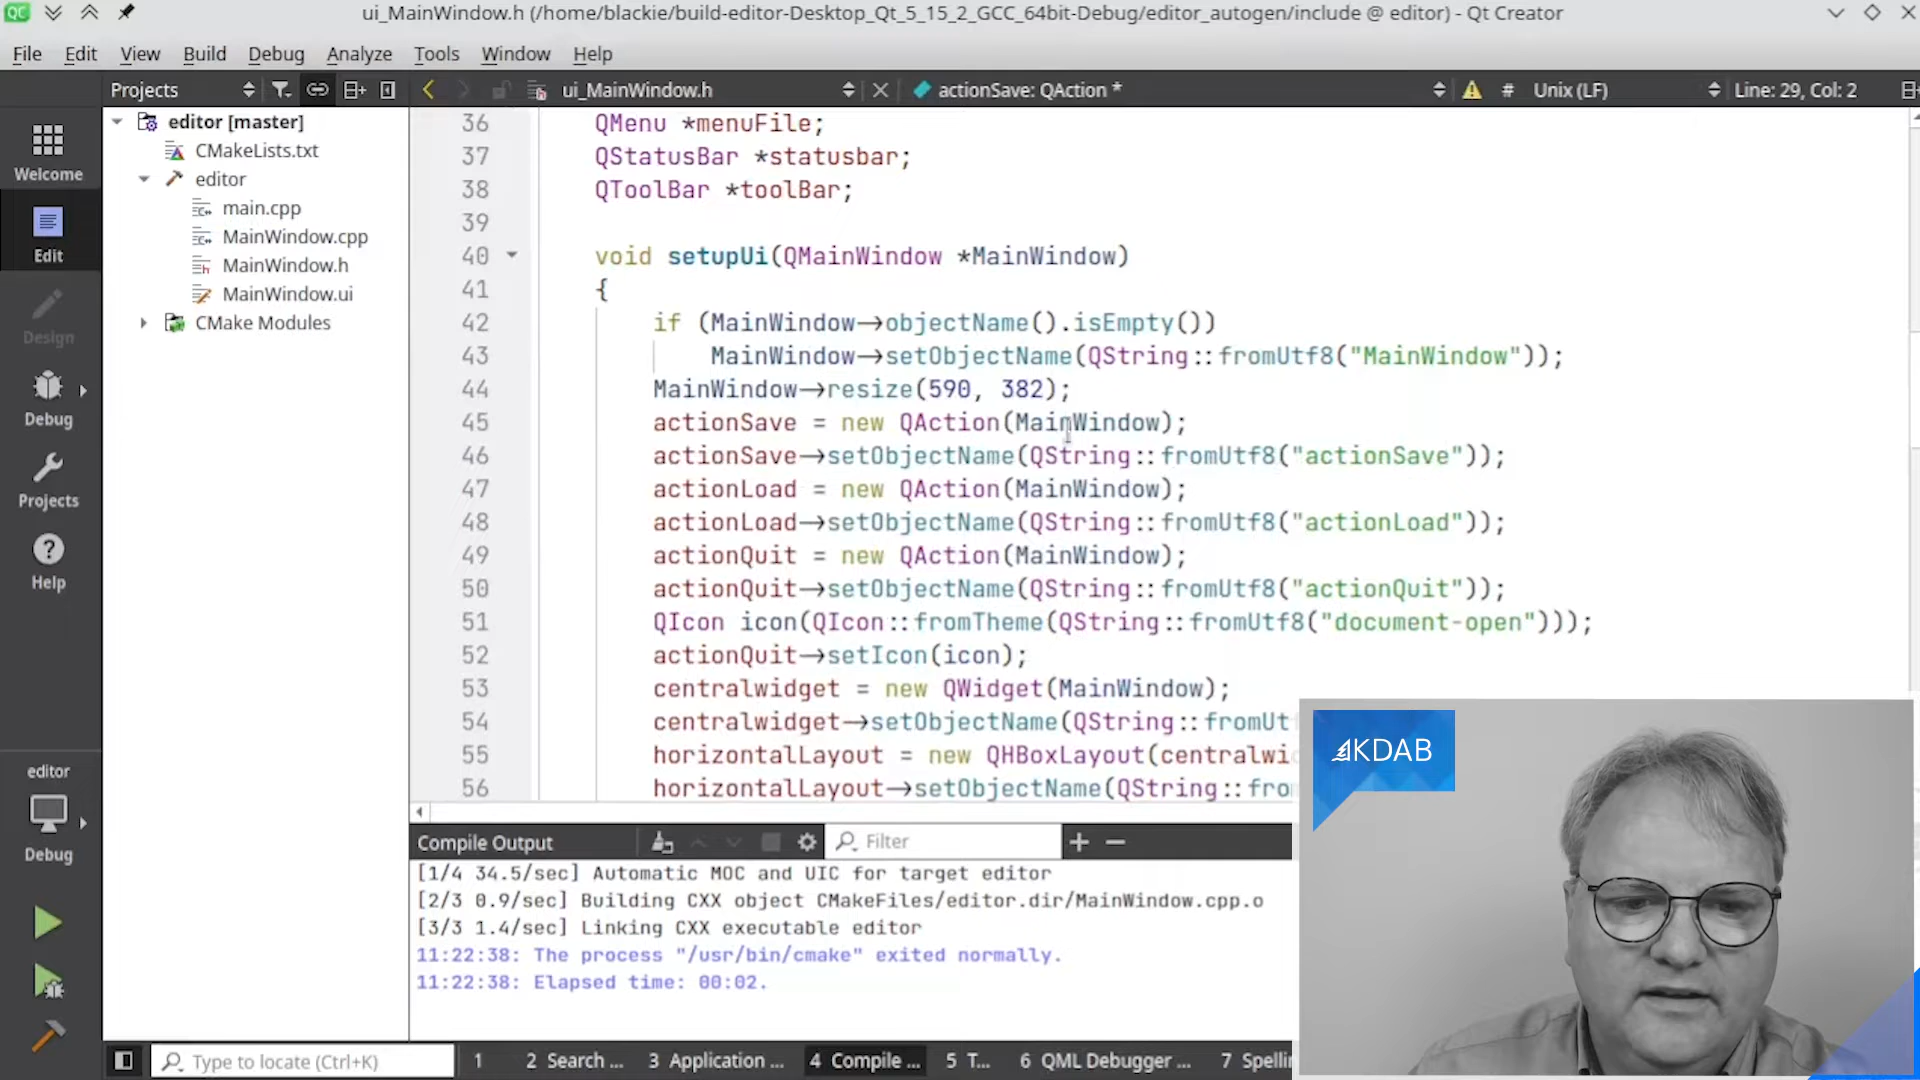 ui_MainWindow.h (/home/blackie/build-editor-Desktop_Qt_5_15_2_GCC_64bit-Debug/editor_autogen/include @ editor) - Qt Creator
File Edit View Build Debug Analyze Tools Window Help
Projects
ui_MainWindow.h
actionSave: QAction *
# Unix (LF)
Line: 29, Col: 2
Welcome
Edit
Design
Debug
Projects
Help
editor
Debug
editor [master]
CMakeLists.txt
editor
main.cpp
MainWindow.cpp
MainWindow.h
MainWindow.ui
CMake Modules
36 QMenu *menuFile;
37 QStatusBar *statusbar;
38 QToolBar *toolBar;
39
40 void setupUi(QMainWindow *MainWindow)
41 {
42 if (MainWindow→objectName().isEmpty())
43 MainWindow→setObjectName(QString::fromUtf8("MainWindow"));
44 MainWindow→resize(590, 382);
45 actionSave = new QAction(MainWindow);
46 actionSave→setObjectName(QString::fromUtf8("actionSave"));
47 actionLoad = new QAction(MainWindow);
48 actionLoad→setObjectName(QString::fromUtf8("actionLoad"));
49 actionQuit = new QAction(MainWindow);
50 actionQuit→setObjectName(QString::fromUtf8("actionQuit"));
51 QIcon icon(QIcon::fromTheme(QString::fromUtf8("document-open")));
52 actionQuit→setIcon(icon);
53 centralwidget = new QWidget(MainWindow);
54 centralwidget→setObjectName(QString::fromUt
55 horizontalLayout = new QHBoxLayout(centralwi
56 horizontalLayout→setObjectName(QString::fro
KDAB
Compile Output
Filter
[1/4 34.5/sec] Automatic MOC and UIC for target editor
[2/3 0.9/sec] Building CXX object CMakeFiles/editor.dir/MainWindow.cpp.o
[3/3 1.4/sec] Linking CXX executable editor
11:22:38: The process "/usr/bin/cmake" exited normally.
11:22:38: Elapsed time: 00:02.
Type to locate (Ctrl+K)
1 2 Search ... 3 Application ... 4 Compile ... 5 T... 6 QML Debugger ... 7 Spelli